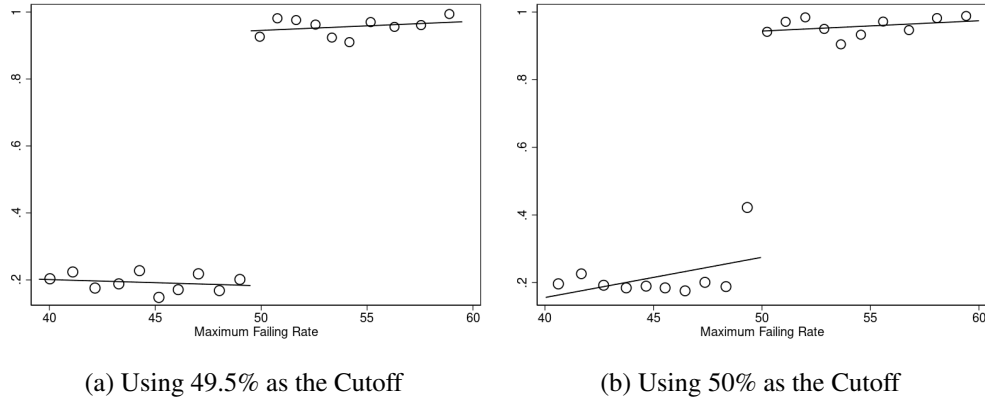 1
.8
.6
.4
.2
40 45 50 55 60
Maximum Failing Rate
(a) Using 49.5% as the Cutoff
1
.8
.6
.4
.2
40 45 50 55 60
Maximum Failing Rate
(b) Using 50% as the Cutoff